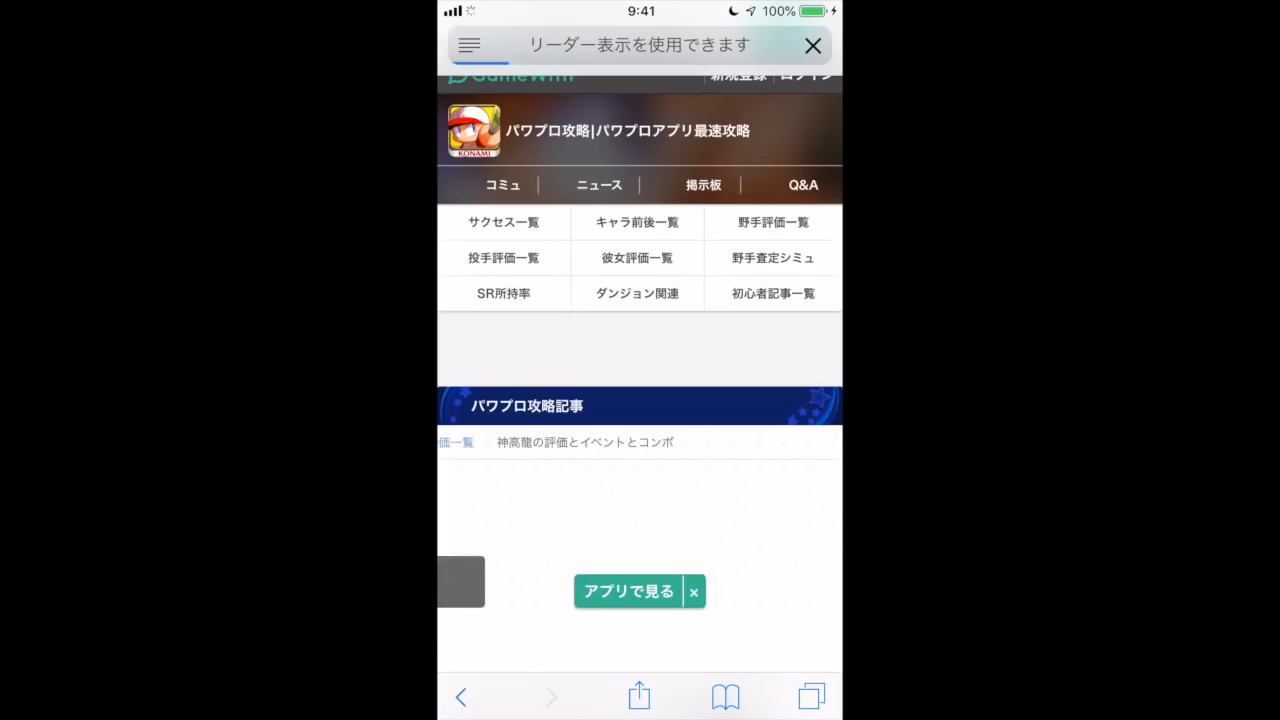 9:41
100%
リーダー表示を使用できます
GameWith
新規登録 ログイン
KONAMI
パワプロ攻略|パワプロアプリ最速攻略
コミュ ニュース 掲示板 Q&A
サクセス一覧 キャラ前後一覧 野手評価一覧
投手評価一覧 彼女評価一覧 野手査定シミュ
SR所持率 ダンジョン関連 初心者記事一覧
パワプロ攻略記事
価一覧 神高龍の評価とイベントとコンボ
アプリで見る ×